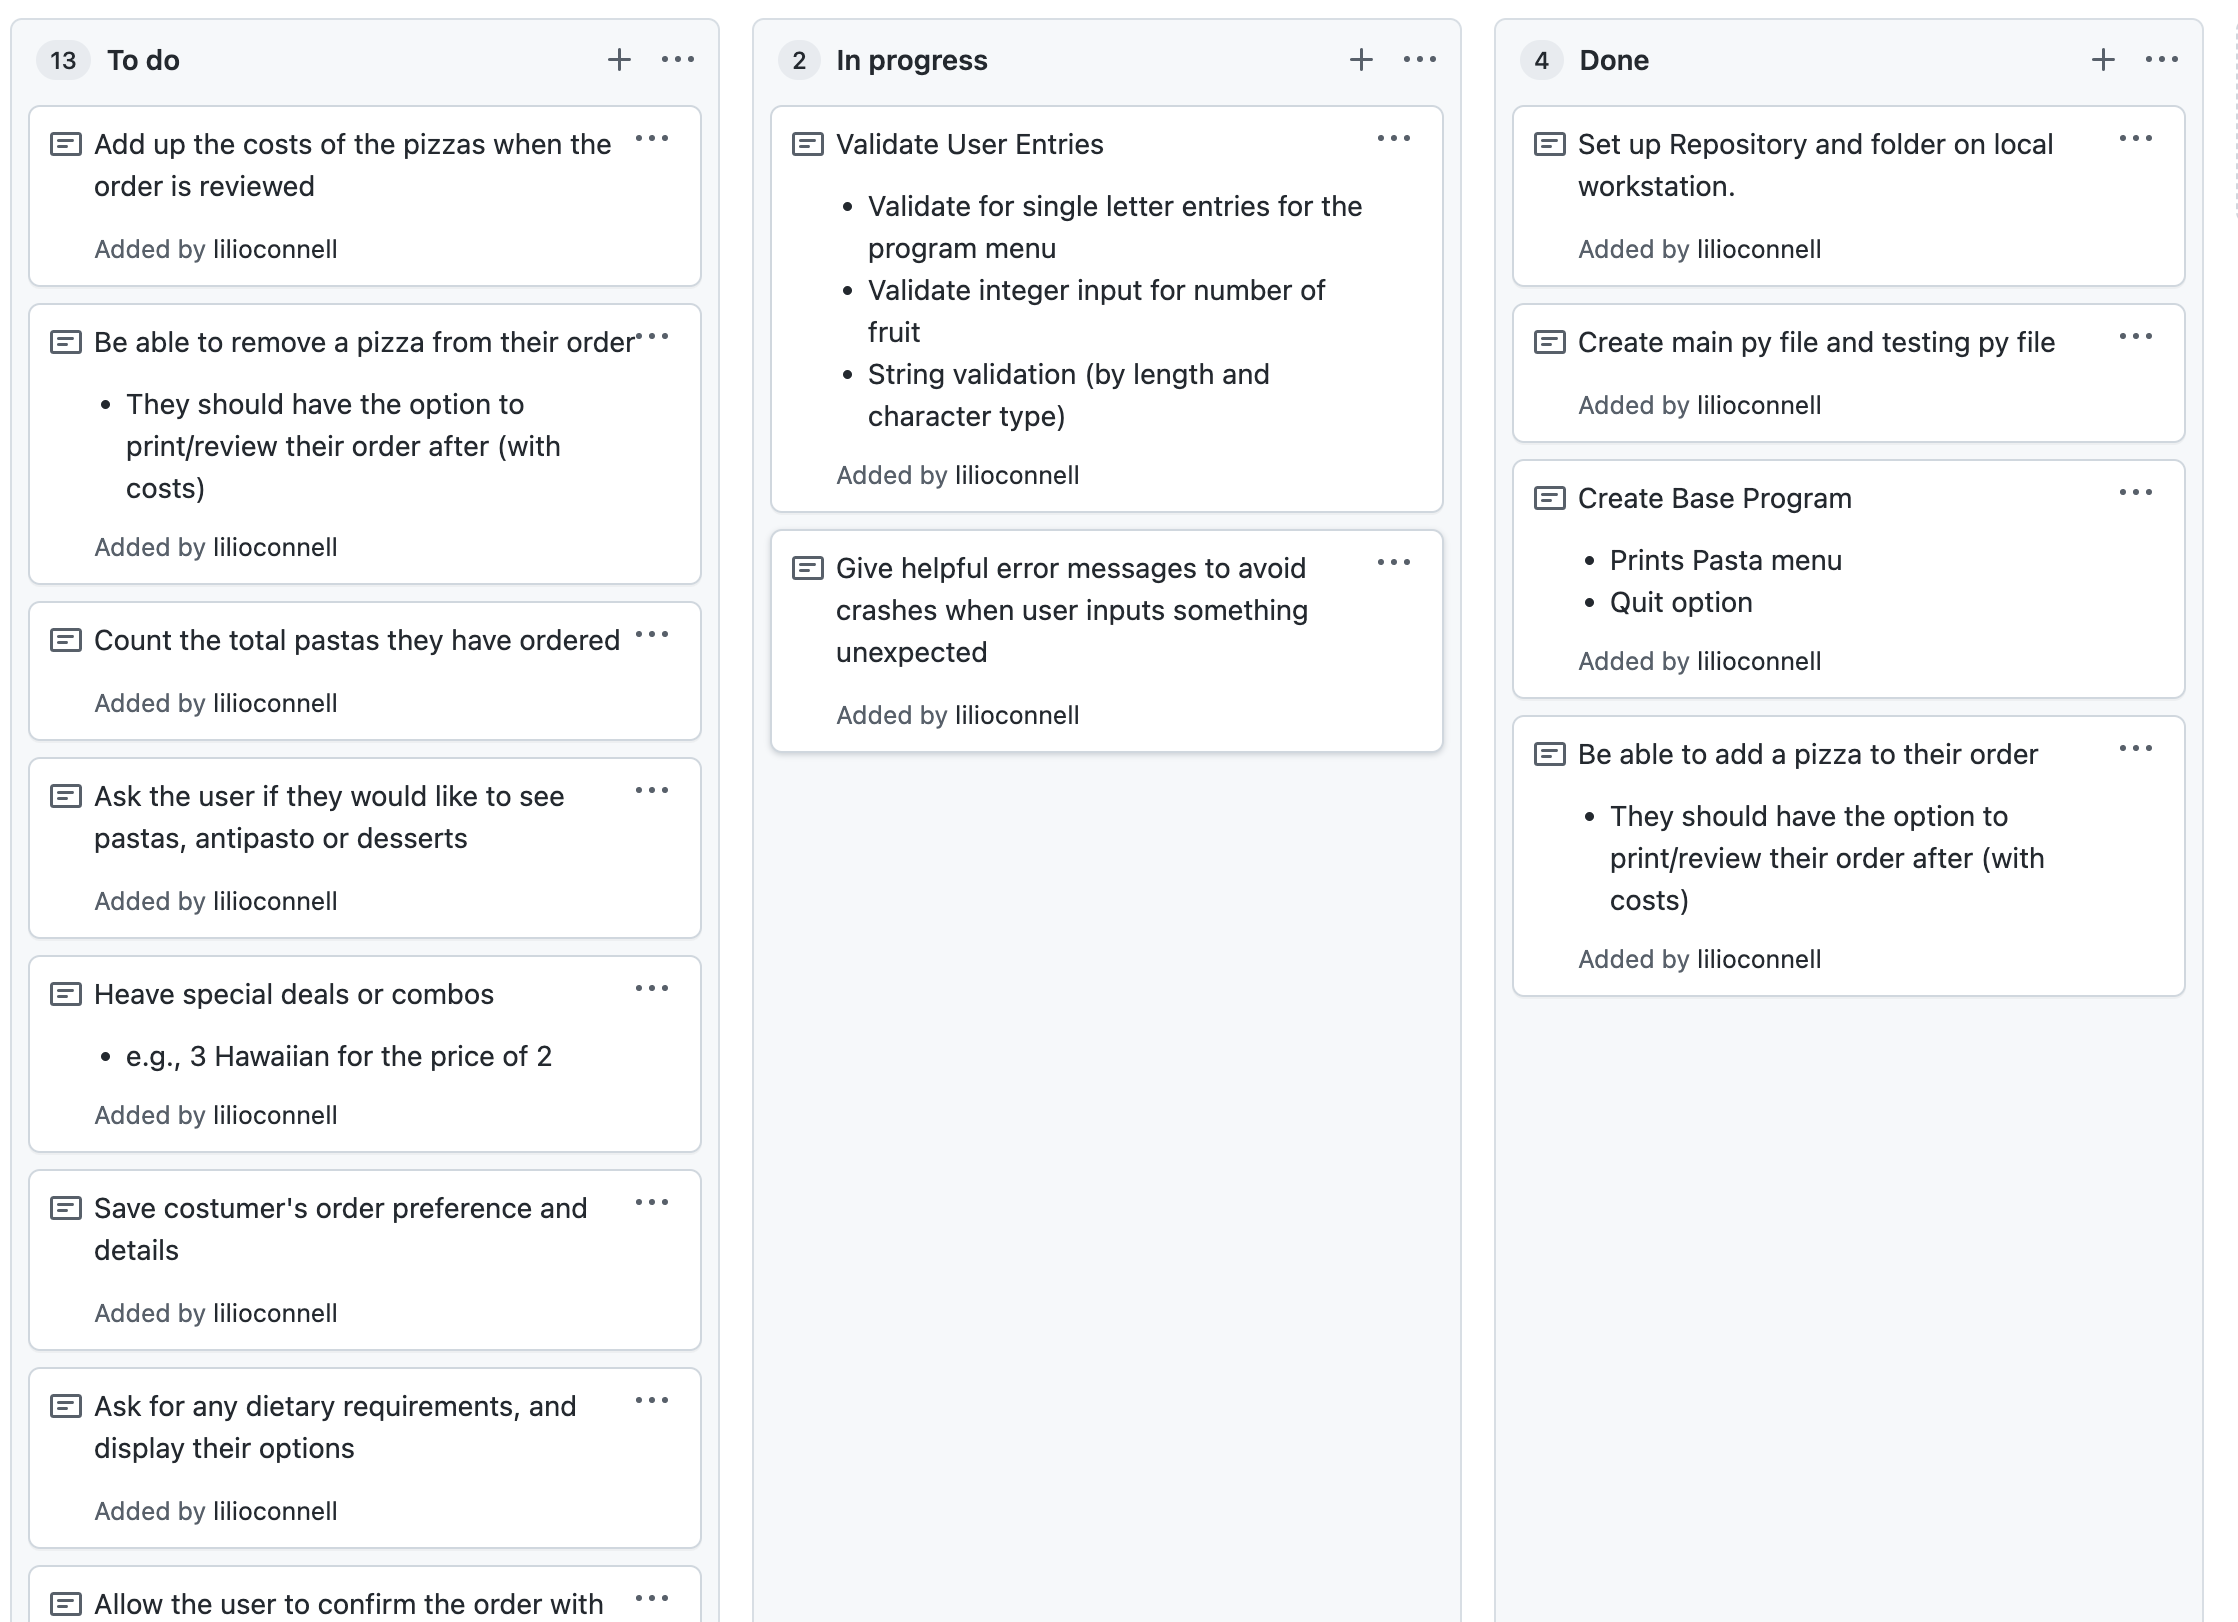 13 To do
Add up the costs of the pizzas when the
order is reviewed
Added by lilioconnell
Be able to remove a pizza from their order
• They should have the option to
print/review their order after (with
costs)
Added by lilioconnell
Count the total pastas they have ordered
Added by lilioconnell
Ask the user if they would like to see
pastas, antipasto or desserts
Added by lilioconnell
Heave special deals or combos
• e.g., 3 Hawaiian for the price of 2
Added by lilioconnell
Save costumer's order preference and
details
Added by lilioconnell
Ask for any dietary requirements, and
display their options
Added by lilioconnell
Allow the user to confirm the order with
2 In progress
Validate User Entries
• Validate for single letter entries for the
program menu
• Validate integer input for number of
fruit
• String validation (by length and
character type)
Added by lilioconnell
Give helpful error messages to avoid
crashes when user inputs something
unexpected
Added by lilioconnell
4 Done
Set up Repository and folder on local
workstation.
Added by lilioconnell
Create main py file and testing py file
Added by lilioconnell
Create Base Program
• Prints Pasta menu
• Quit option
Added by lilioconnell
Be able to add a pizza to their order
• They should have the option to
print/review their order after (with
costs)
Added by lilioconnell